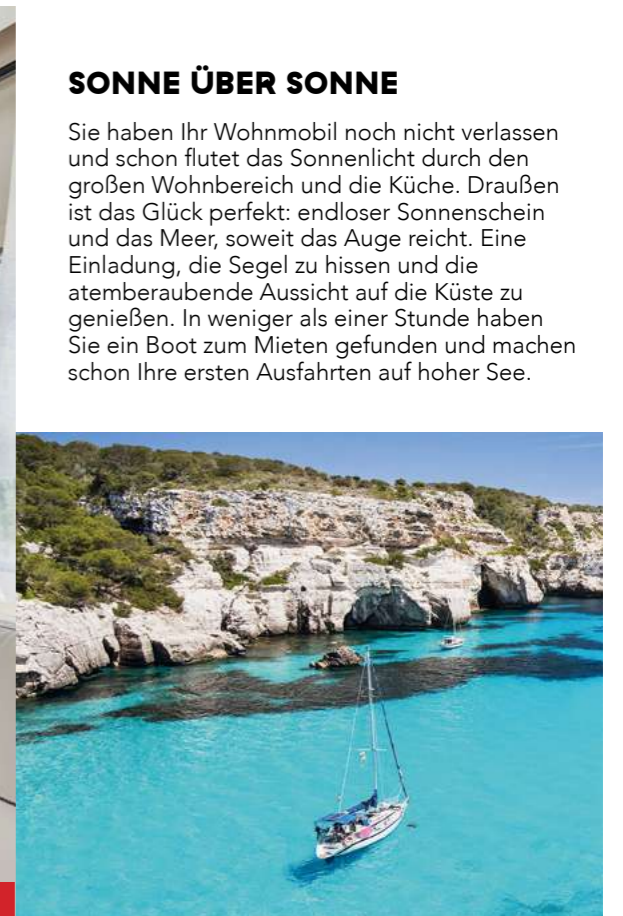 SONNE ÜBER SONNE
Sie haben Ihr Wohnmobil noch nicht verlassen
und schon flutet das Sonnenlicht durch den
großen Wohnbereich und die Küche. Draußen
ist das Glück perfekt: endloser Sonnenschein
und das Meer, soweit das Auge reicht. Eine
Einladung, die Segel zu hissen und die
atemberaubende Aussicht auf die Küste zu
genießen. In weniger als einer Stunde haben
Sie ein Boot zum Mieten gefunden und machen
schon Ihre ersten Ausfahrten auf hoher See.